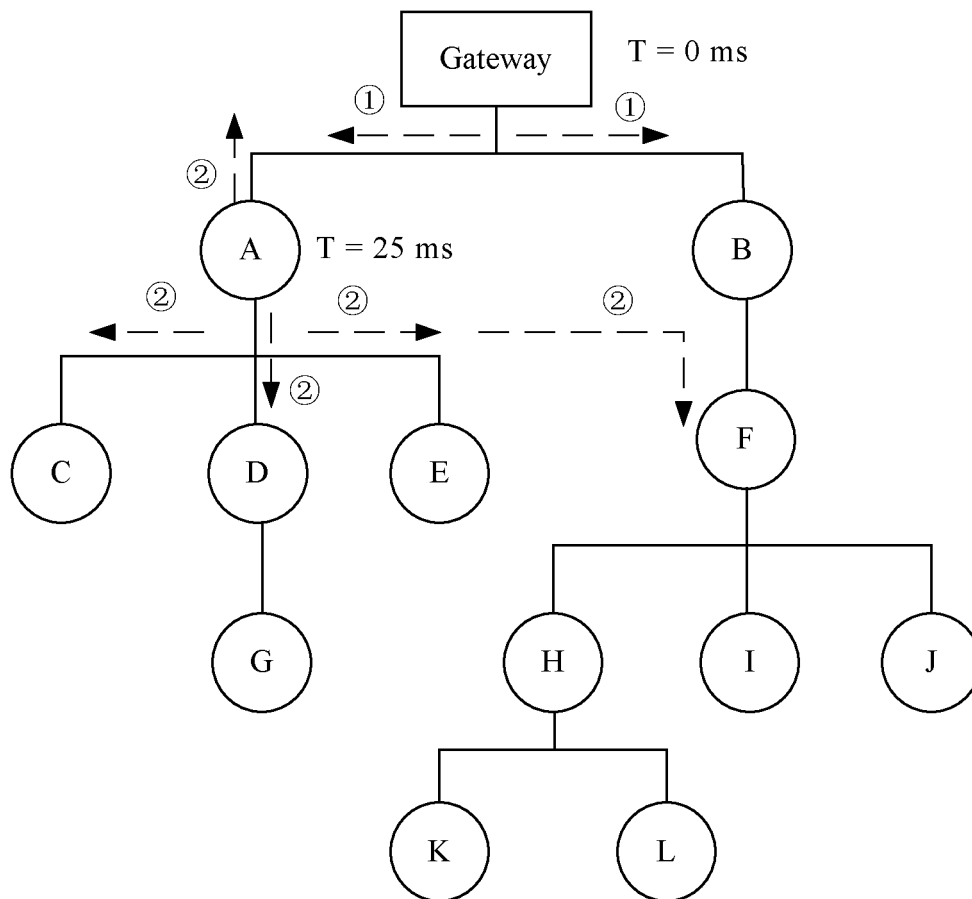 Gateway
T = 0 ms
①
①
②
A
T = 25 ms
B
②
②
②
②
C
D
E
F
G
H
I
J
K
L